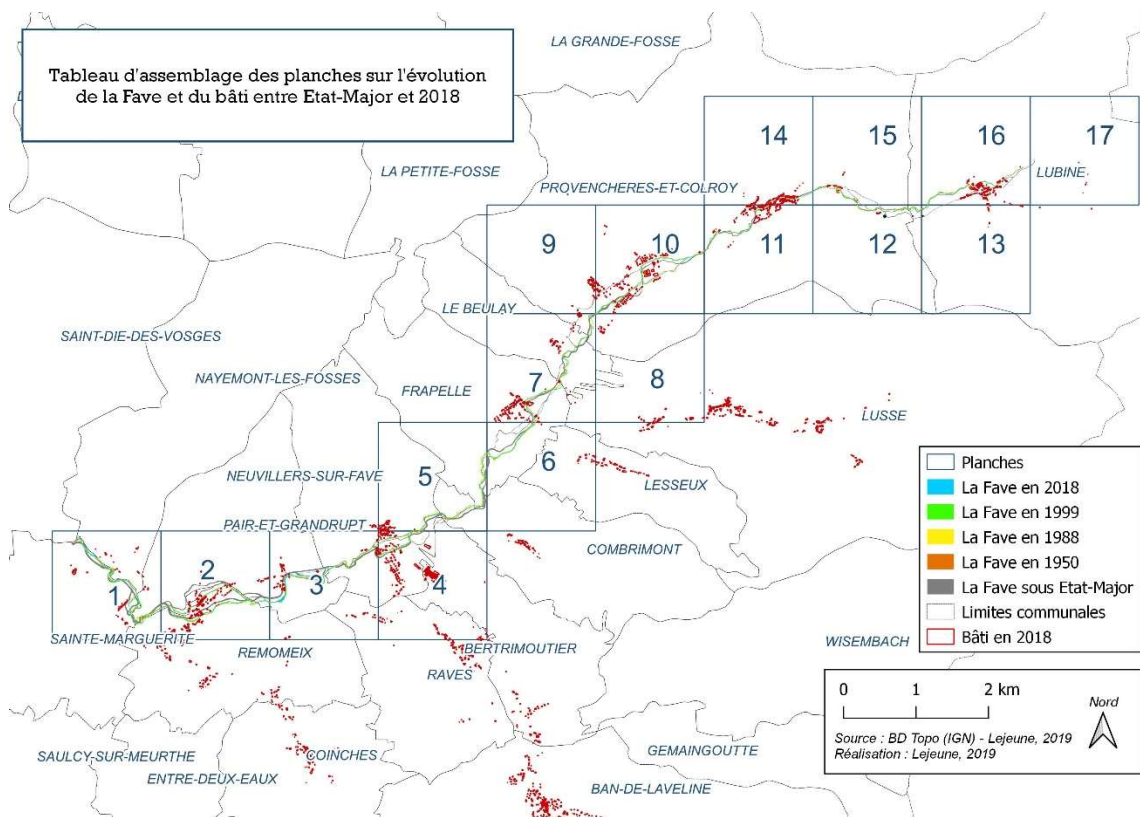 LA GRANDE-FOSSE
Tableau d'assemblage des planches sur l'évolution
de la Fave et du bâti entre Etat-Major et 2018
14
15
16
17
LA PETITE-FOSSE
LUBINE
PROVENCHERES-ET-COLROY
9
10
11
12
13
LE BEULAY
SAINT-DIE-DES-VOSGES
NAYEMONT-LES-FOSSES
FRAPELLE
7
8
LUSSE
5
6
NEUVILLERS-SUR-FAVE
LESSEUX
PAIR-ET-GRANDRUPT
COMBRIMONT
1
2
3
4
SAINTE-MARGUERITE
REMOMEIX
BERTRIMOUTIER
RAVES
WISEMBACH
SAULCY-SUR-MEURTHE
COINCHES
ENTRE-DEUX-EAUX
GEMAINGOUTTE
BAN-DE-LAVELINE
Planches
La Fave en 2018
La Fave en 1999
La Fave en 1988
La Fave en 1950
La Fave sous Etat-Major
Limites communales
Bâti en 2018
0 1 2 km
Nord
Source : BD Topo (IGN) - Lejeune, 2019
Réalisation : Lejeune, 2019